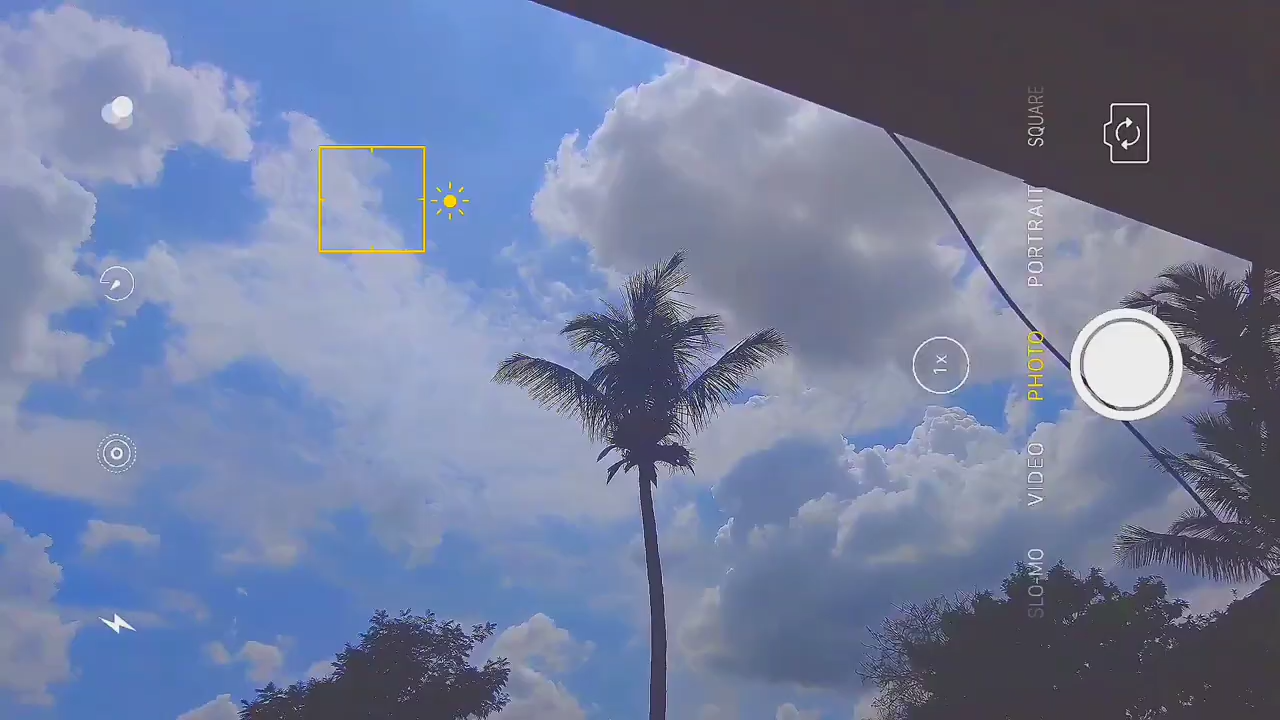 SQUARE
PORTRAIT
PHOTO
VIDEO
SLO-MO
1x